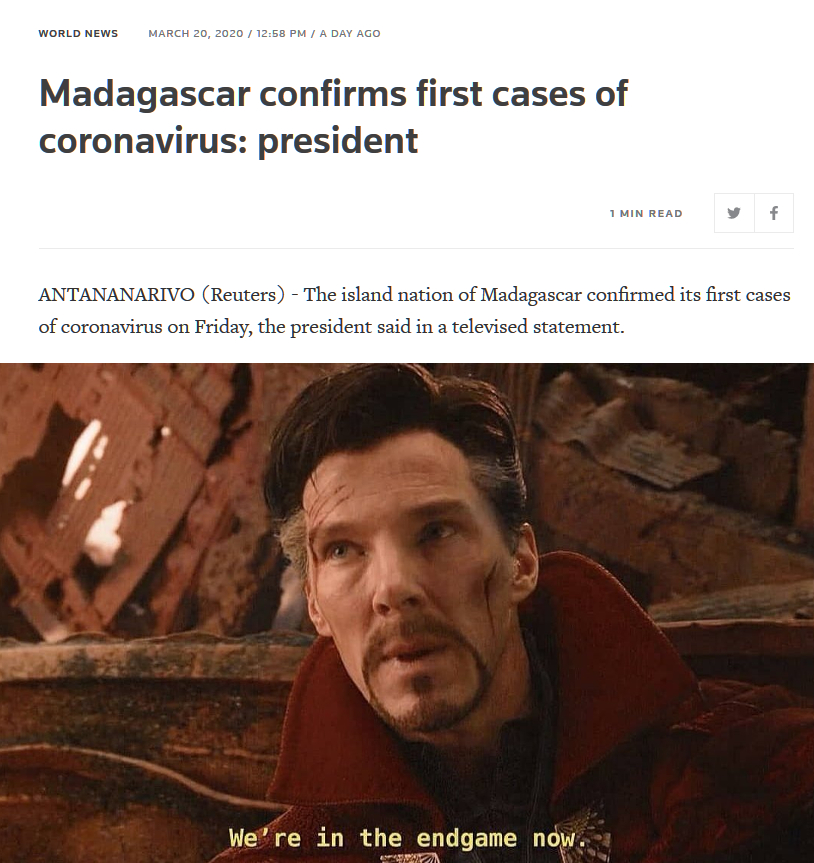 WORLD NEWS MARCH 20, 2020 / 12:58 PM / A DAY AGO
Madagascar confirms first cases of
coronavirus: president
1 MIN READ
ANTANANARIVO (Reuters) - The island nation of Madagascar confirmed its first cases
of coronavirus on Friday, the president said in a televised statement.
We're in the endgame now.